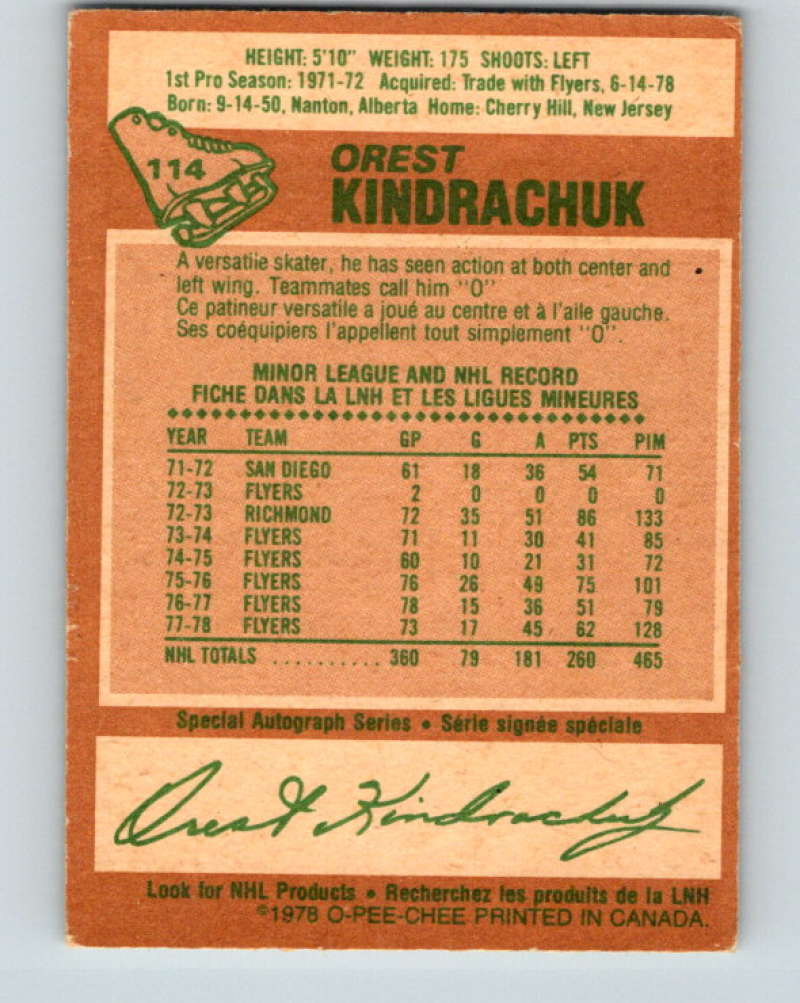 HEIGHT: 5'10" WEIGHT: 175 SHOOTS: LEFT
1st Pro Season: 1971-72 Acquired: Trade with Flyers, 6-14-78
Born: 9-14-50, Nanton, Alberta Home: Cherry Hill, New Jersey
114
OREST
KINDRACHUK
A versatile skater, he has seen action at both center and
left wing. Teammates call him "O"
Ce patineur versatile a joué au centre et à l'aile gauche.
Ses coéquipiers l'appellent tout simplement "O".
MINOR LEAGUE AND NHL RECORD
FICHE DANS LA LNH ET LES LIGUES MINEURES
YEAR TEAM GP G A PTS PIM
71-72 SAN DIEGO 61 18 36 54 71
72-73 FLYERS 2 0 0 0 0
72-73 RICHMOND 72 35 51 86 133
73-74 FLYERS 71 11 30 41 85
74-75 FLYERS 60 10 21 31 72
75-76 FLYERS 76 26 49 75 101
76-77 FLYERS 78 15 36 51 79
77-78 FLYERS 73 17 45 62 128
NHL TOTALS .......... 360 79 181 260 465
Special Autograph Series • Série signée spéciale
Orest Kindrachuk
Look for NHL Products • Recherchez les produits de la LNH
©1978 O-PEE-CHEE PRINTED IN CANADA.